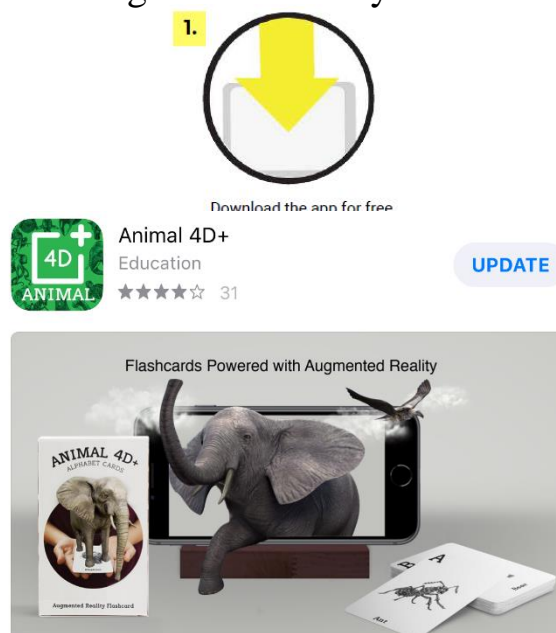 1.
Download the app for free
4D
ANIMAL
Animal 4D+
Education
31
UPDATE
Flashcards Powered with Augmented Reality
ANIMAL 4D+
ALPHABET CARDS
Augmented Reality Flashcard
B
A
Ant
Bear